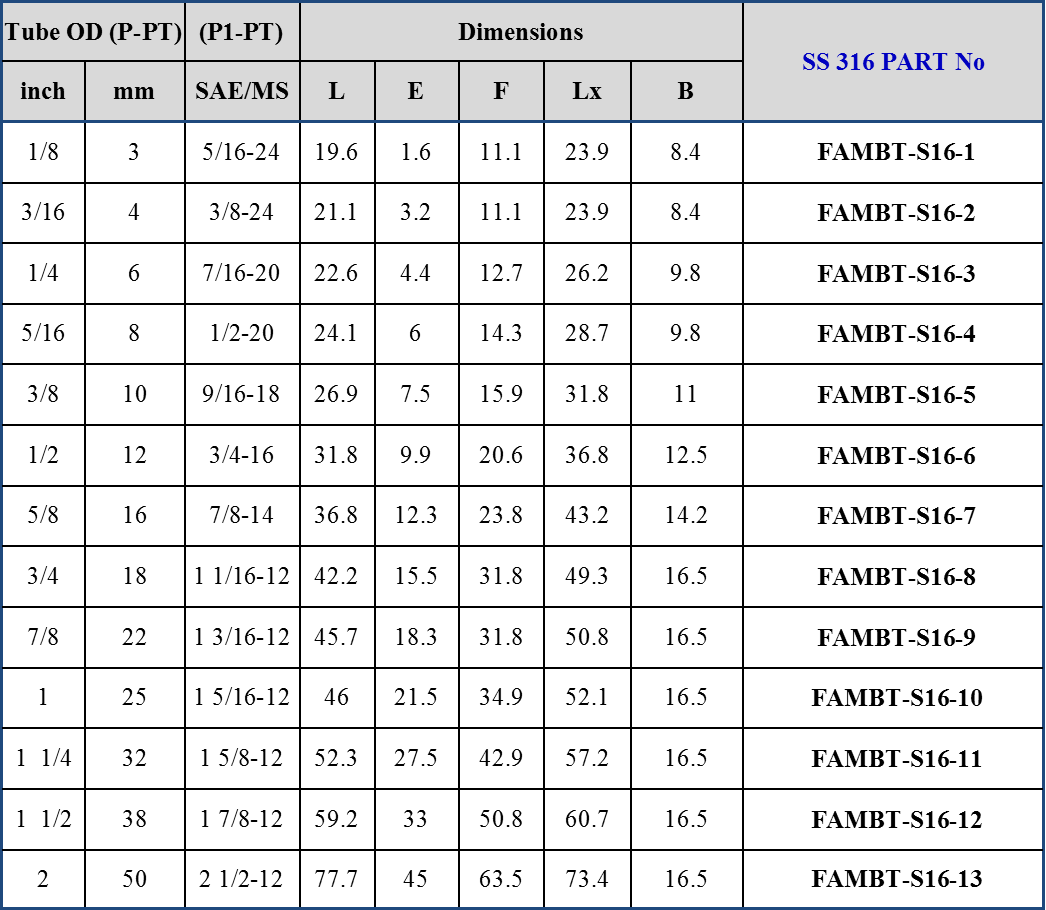 Tube OD (P-PT) (P1-PT) Dimensions SS 316 PART No
inch mm SAE/MS L E F Lx B
1/8 3 5/16-24 19.6 1.6 11.1 23.9 8.4 FAMBT-S16-1
3/16 4 3/8-24 21.1 3.2 11.1 23.9 8.4 FAMBT-S16-2
1/4 6 7/16-20 22.6 4.4 12.7 26.2 9.8 FAMBT-S16-3
5/16 8 1/2-20 24.1 6 14.3 28.7 9.8 FAMBT-S16-4
3/8 10 9/16-18 26.9 7.5 15.9 31.8 11 FAMBT-S16-5
1/2 12 3/4-16 31.8 9.9 20.6 36.8 12.5 FAMBT-S16-6
5/8 16 7/8-14 36.8 12.3 23.8 43.2 14.2 FAMBT-S16-7
3/4 18 1 1/16-12 42.2 15.5 31.8 49.3 16.5 FAMBT-S16-8
7/8 22 1 3/16-12 45.7 18.3 31.8 50.8 16.5 FAMBT-S16-9
1 25 1 5/16-12 46 21.5 34.9 52.1 16.5 FAMBT-S16-10
1 1/4 32 1 5/8-12 52.3 27.5 42.9 57.2 16.5 FAMBT-S16-11
1 1/2 38 1 7/8-12 59.2 33 50.8 60.7 16.5 FAMBT-S16-12
2 50 2 1/2-12 77.7 45 63.5 73.4 16.5 FAMBT-S16-13